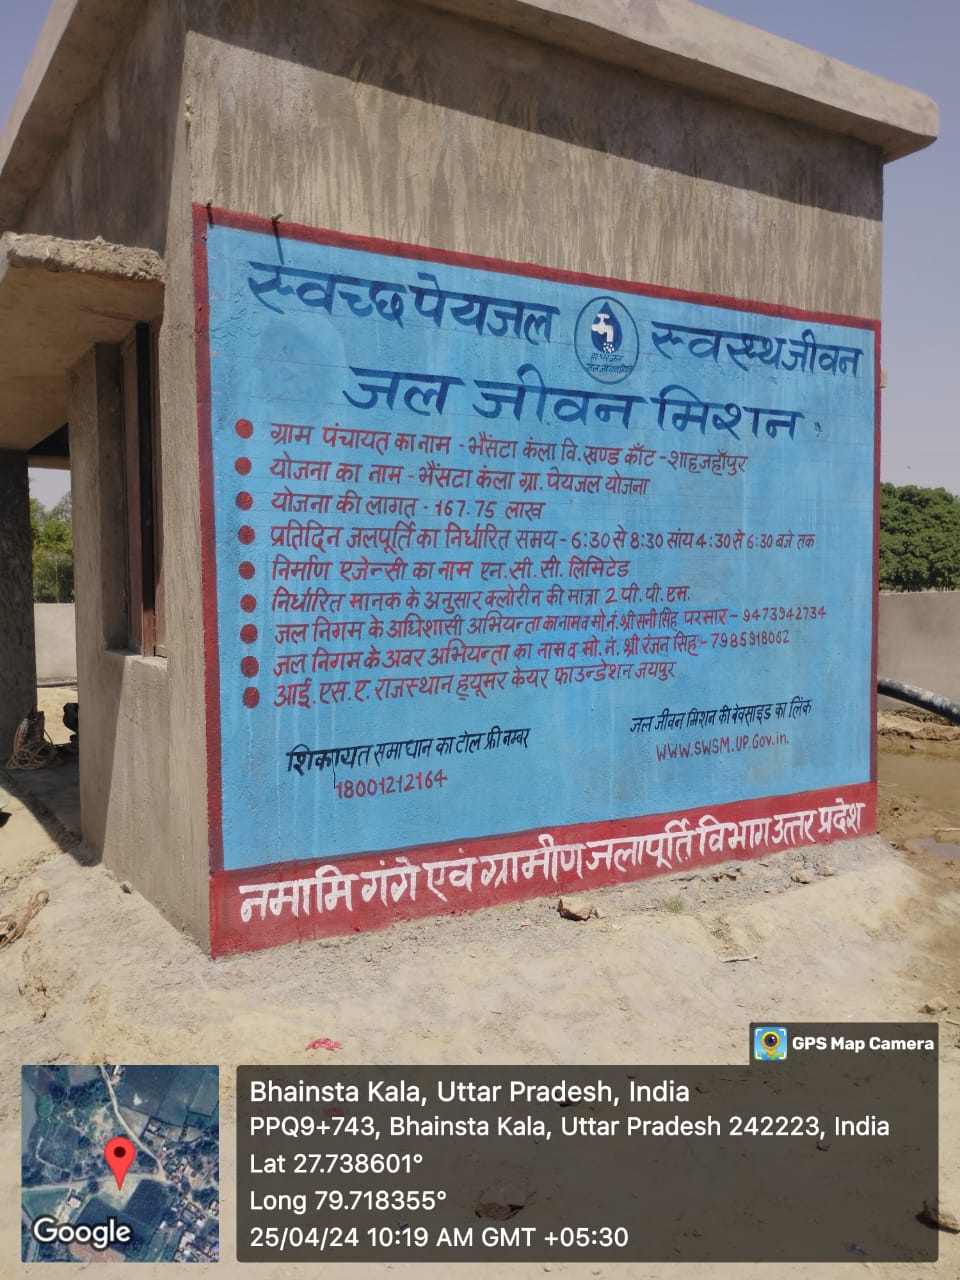 स्वच्छ पेयजल स्वस्थ जीवन
जल जीवन मिशन
ग्राम पंचायत का नाम - भैंसटा कंला वि. खण्ड काँट - शाहजहाँपुर
योजना का नाम - भैंसटा कंला ग्रा. पेयजल योजना
योजना की लागत - 167.75 लाख
प्रतिदिन जलपूर्ति का निर्धारित समय - 6:30 से 8:30 सांय 4:30 से 6:30 बजे तक
निर्माण एजेन्सी का नाम एन. सी. सी. लिमिटेड
निर्धारित मानक के अनुसार क्लोरीन की मात्रा 2 पी. पी. एम.
जल निगम के अधिशासी अभियन्ता का नाम व मो. नं. श्री सनी सिंह परमार - 9473942734
जल निगम के अवर अभियन्ता का नाम व मो. नं. श्री रंजन सिंह - 7985918062
आई. एस. ए. राजस्थान ह्यूमर केयर फाउन्डेशन जयपुर
शिकायत समाधान का टोल फ्री नम्बर
18001212164
जल जीवन मिशन की बेवसाइड का लिंक
WWW.SWSM.UP.Gov.in.
नमामि गंगे एवं ग्रामीण जलापूर्ति विभाग उत्तर प्रदेश
GPS Map Camera
Google
Bhainsta Kala, Uttar Pradesh, India
PPQ9+743, Bhainsta Kala, Uttar Pradesh 242223, India
Lat 27.738601°
Long 79.718355°
25/04/24 10:19 AM GMT +05:30